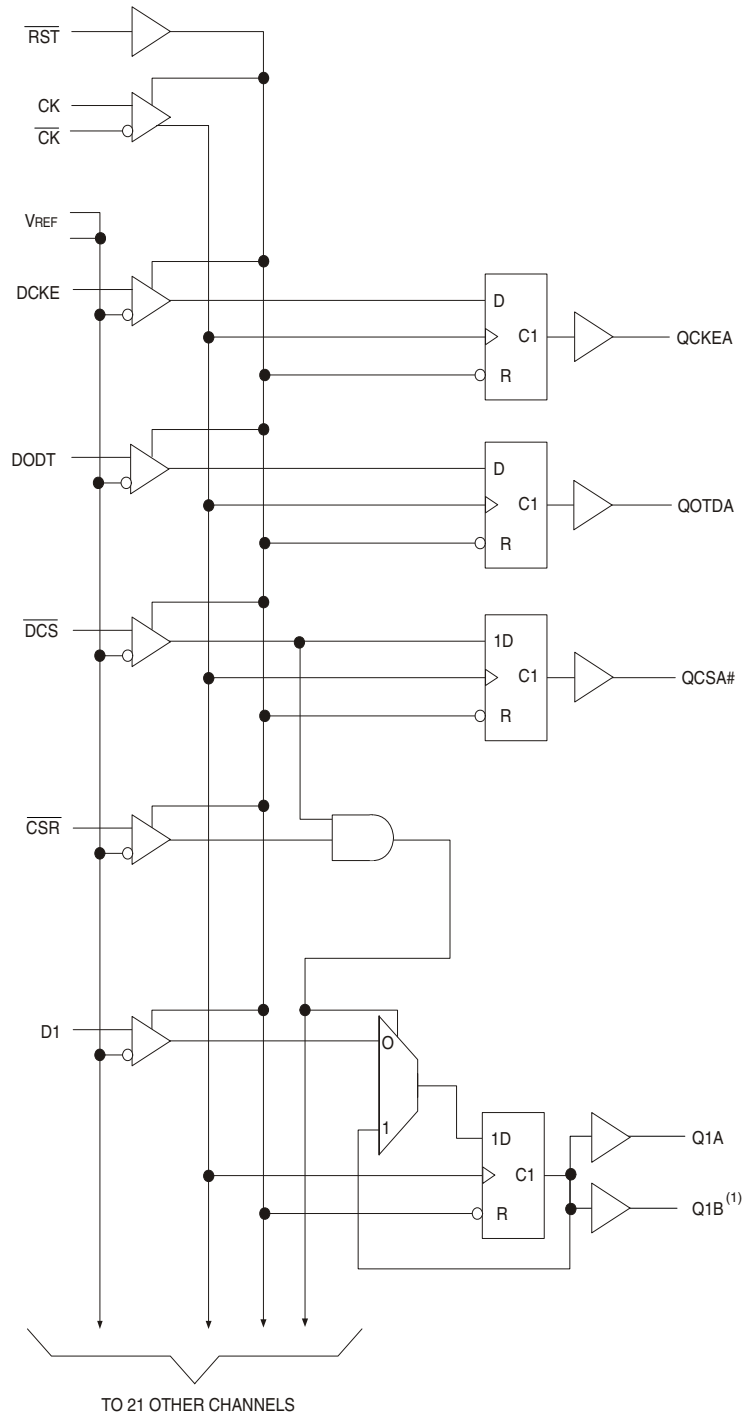 RST
CK
CK
VREF
DCKE
D
C1
R
QCKEA
DODT
D
C1
R
QOTDA
DCS
1D
C1
R
QCSA#
CSR
D1
O
1
1D
C1
R
Q1A
Q1B (1)
TO 21 OTHER CHANNELS